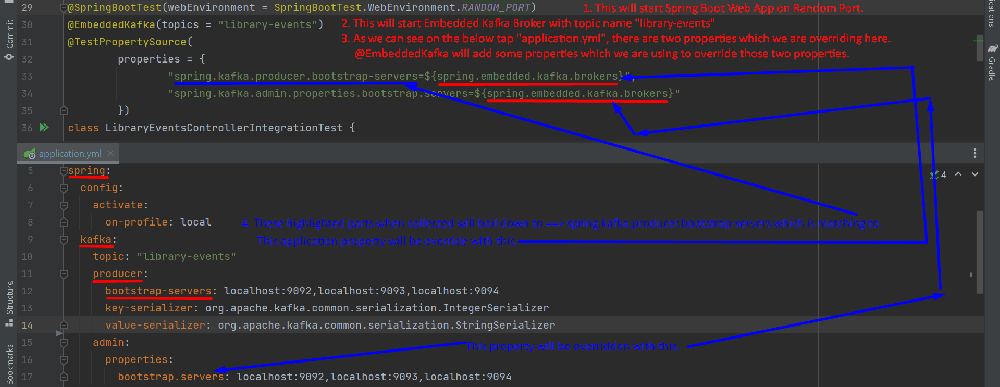 29 @SpringBootTest(webEnvironment = SpringBootTest.WebEnvironment.RANDOM_PORT) 1. This will start Spring Boot Web App on Random Port.
30 @EmbeddedKafka(topics = "library-events") 2. This will start Embedded Kafka Broker with topic name "library-events"
31 @TestPropertySource( 3. As we can see on the below tap "application.yml", there are two properties which we are overriding here.
32 properties = { @EmbeddedKafka will add some properties which we are using to override those two properties.
33 "spring.kafka.producer.bootstrap-servers=${spring.embedded.kafka.brokers}",
34 "spring.kafka.admin.properties.bootstrap.servers=${spring.embedded.kafka.brokers}"
35 })
36 class LibraryEventsControllerIntegrationTest {
application.yml
5 spring:
4
6 config:
7 activate:
8 on-profile: local 4. These highlighted parts when collected will boil down to ==> spring.kafka.producer.bootstrap-servers which is matching to.
9 kafka: This application property will be override with this.
10 topic: "library-events"
11 producer:
12 bootstrap-servers: localhost:9092,localhost:9093,localhost:9094
13 key-serializer: org.apache.kafka.common.serialization.IntegerSerializer
14 value-serializer: org.apache.kafka.common.serialization.StringSerializer
15 admin: This property willl be overridden with this.
16 properties:
17 bootstrap.servers: localhost:9092,localhost:9093,localhost:9094
Commit
Structure
Bookmarks
Gradle